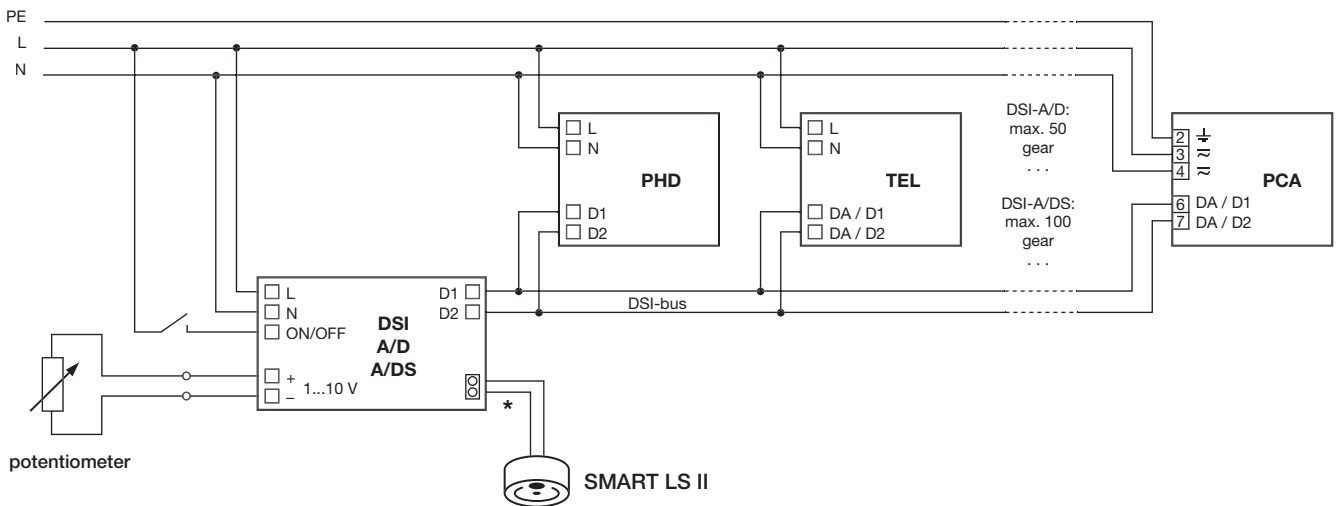 PE
L
N
L
N
PHD
D1
D2
L
N
TEL
DA / D1
DA / D2
DSI-A/D:
max. 50
gear
. . .
DSI-A/DS:
max. 100
gear
. . .
2
3
4
PCA
6 DA / D1
7 DA / D2
DSI-bus
L
N
ON/OFF
+
1...10 V
–
DSI
A/D
A/DS
D1
D2
*
potentiometer
SMART LS II